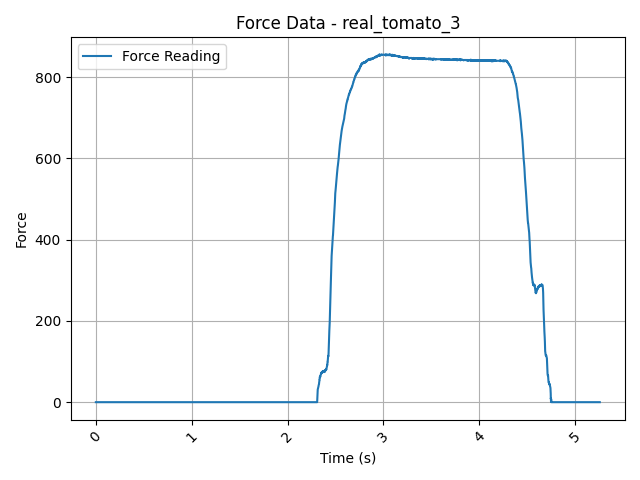 Force Data - real_tomato_3
Force Reading
800
600
400
200
0
Force
0 1 2 3 4 5
Time (s)